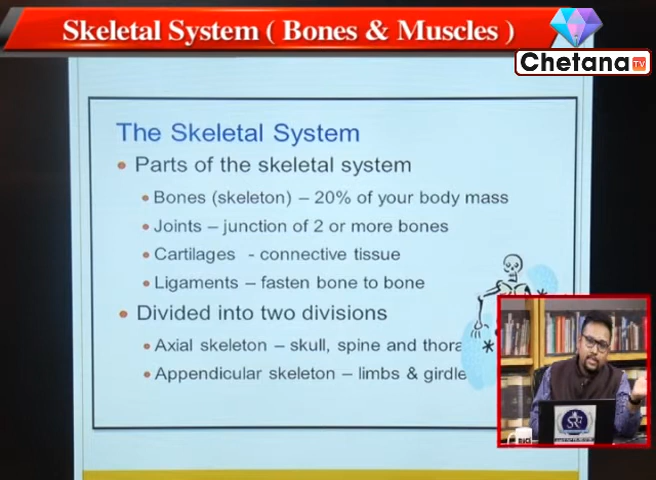 Skeletal System ( Bones & Muscles )
Chetana TV
The Skeletal System
• Parts of the skeletal system
• Bones (skeleton) – 20% of your body mass
• Joints – junction of 2 or more bones
• Cartilages - connective tissue
• Ligaments – fasten bone to bone
• Divided into two divisions
• Axial skeleton – skull, spine and thora
• Appendicular skeleton – limbs & girdle